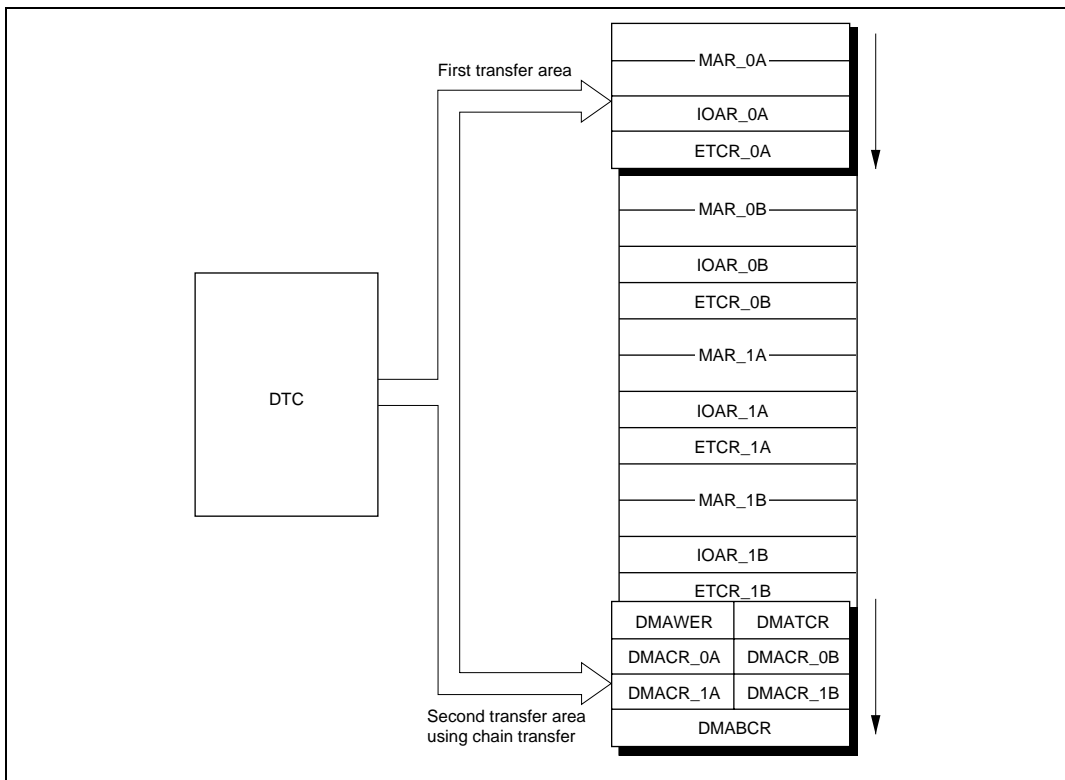 First transfer area
MAR_0A
IOAR_0A
ETCR_0A
MAR_0B
IOAR_0B
ETCR_0B
MAR_1A
IOAR_1A
ETCR_1A
MAR_1B
IOAR_1B
ETCR_1B
DTC
DMAWER DMATCR
DMACR_0A DMACR_0B
DMACR_1A DMACR_1B
DMABCR
Second transfer area
using chain transfer